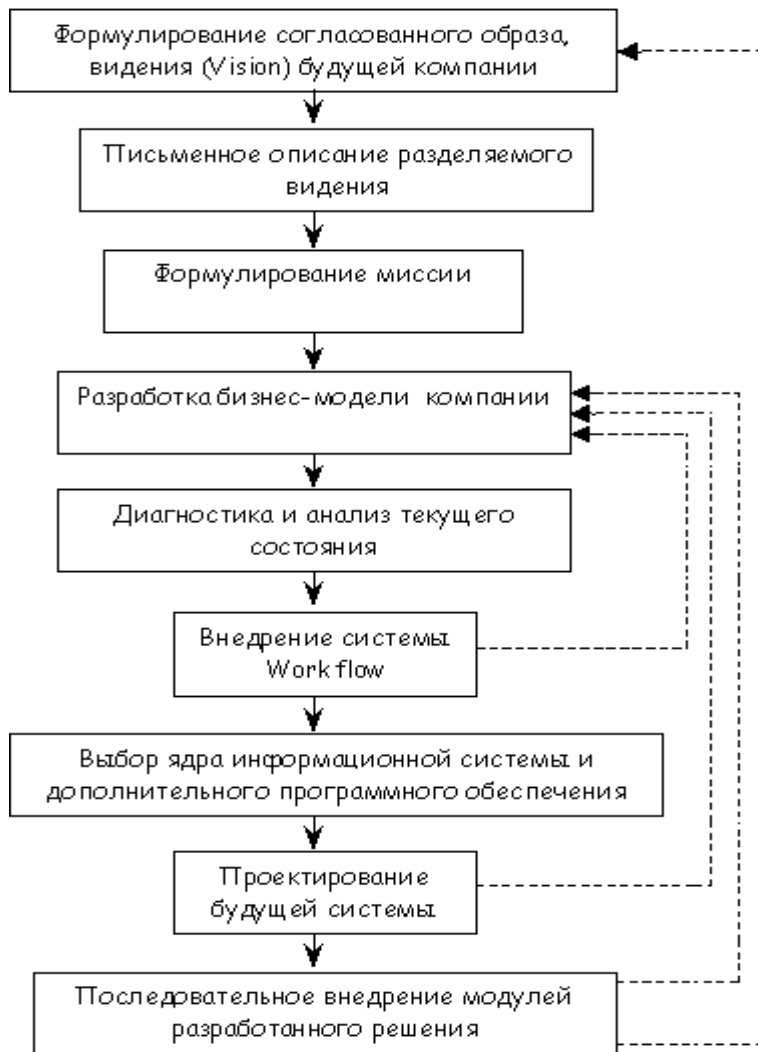 Формулирование согласованного образа,
видения (Vision) будущей компании
Письменное описание разделяемого
видения
Формулирование миссии
Разработка бизнес-модели компании
Диагностика и анализ текущего
состояния
Внедрение системы
Workflow
Выбор ядра информационной системы и
дополнительного программного обеспечения
Проектирование
будущей системы
Последовательное внедрение модулей
разработанного решения